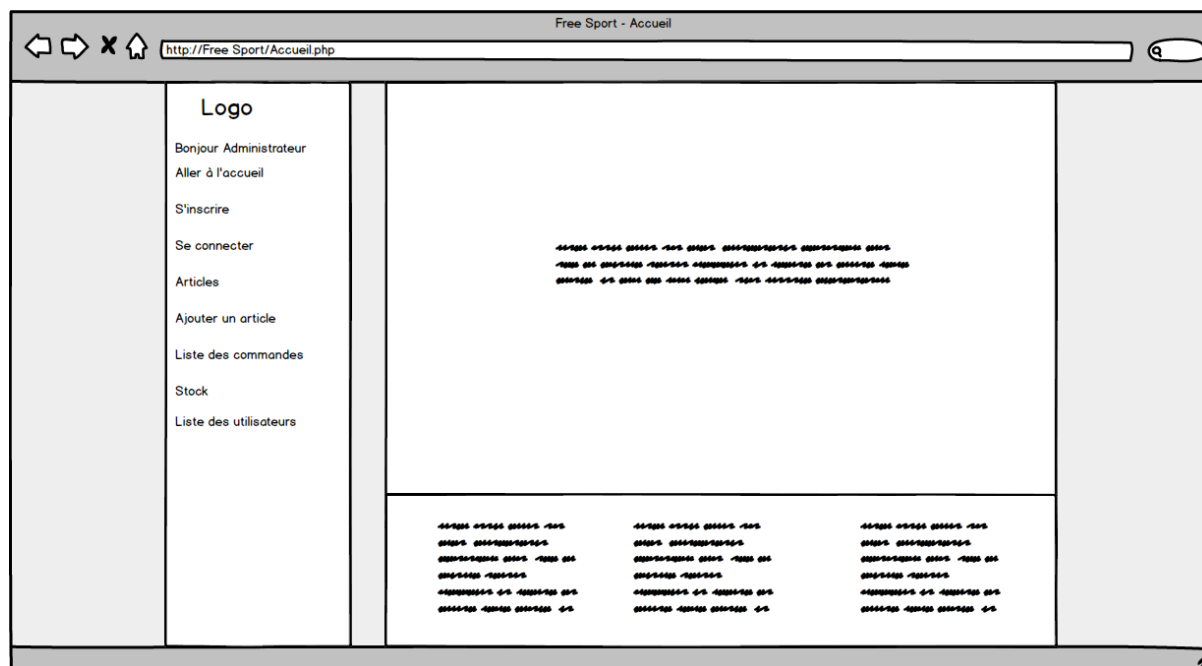 Free Sport - Accueil
http://Free Sport/Accueil.php
Logo
Bonjour Administrateur
Aller à l'accueil
S'inscrire
Se connecter
Articles
Ajouter un article
Liste des commandes
Stock
Liste des utilisateurs